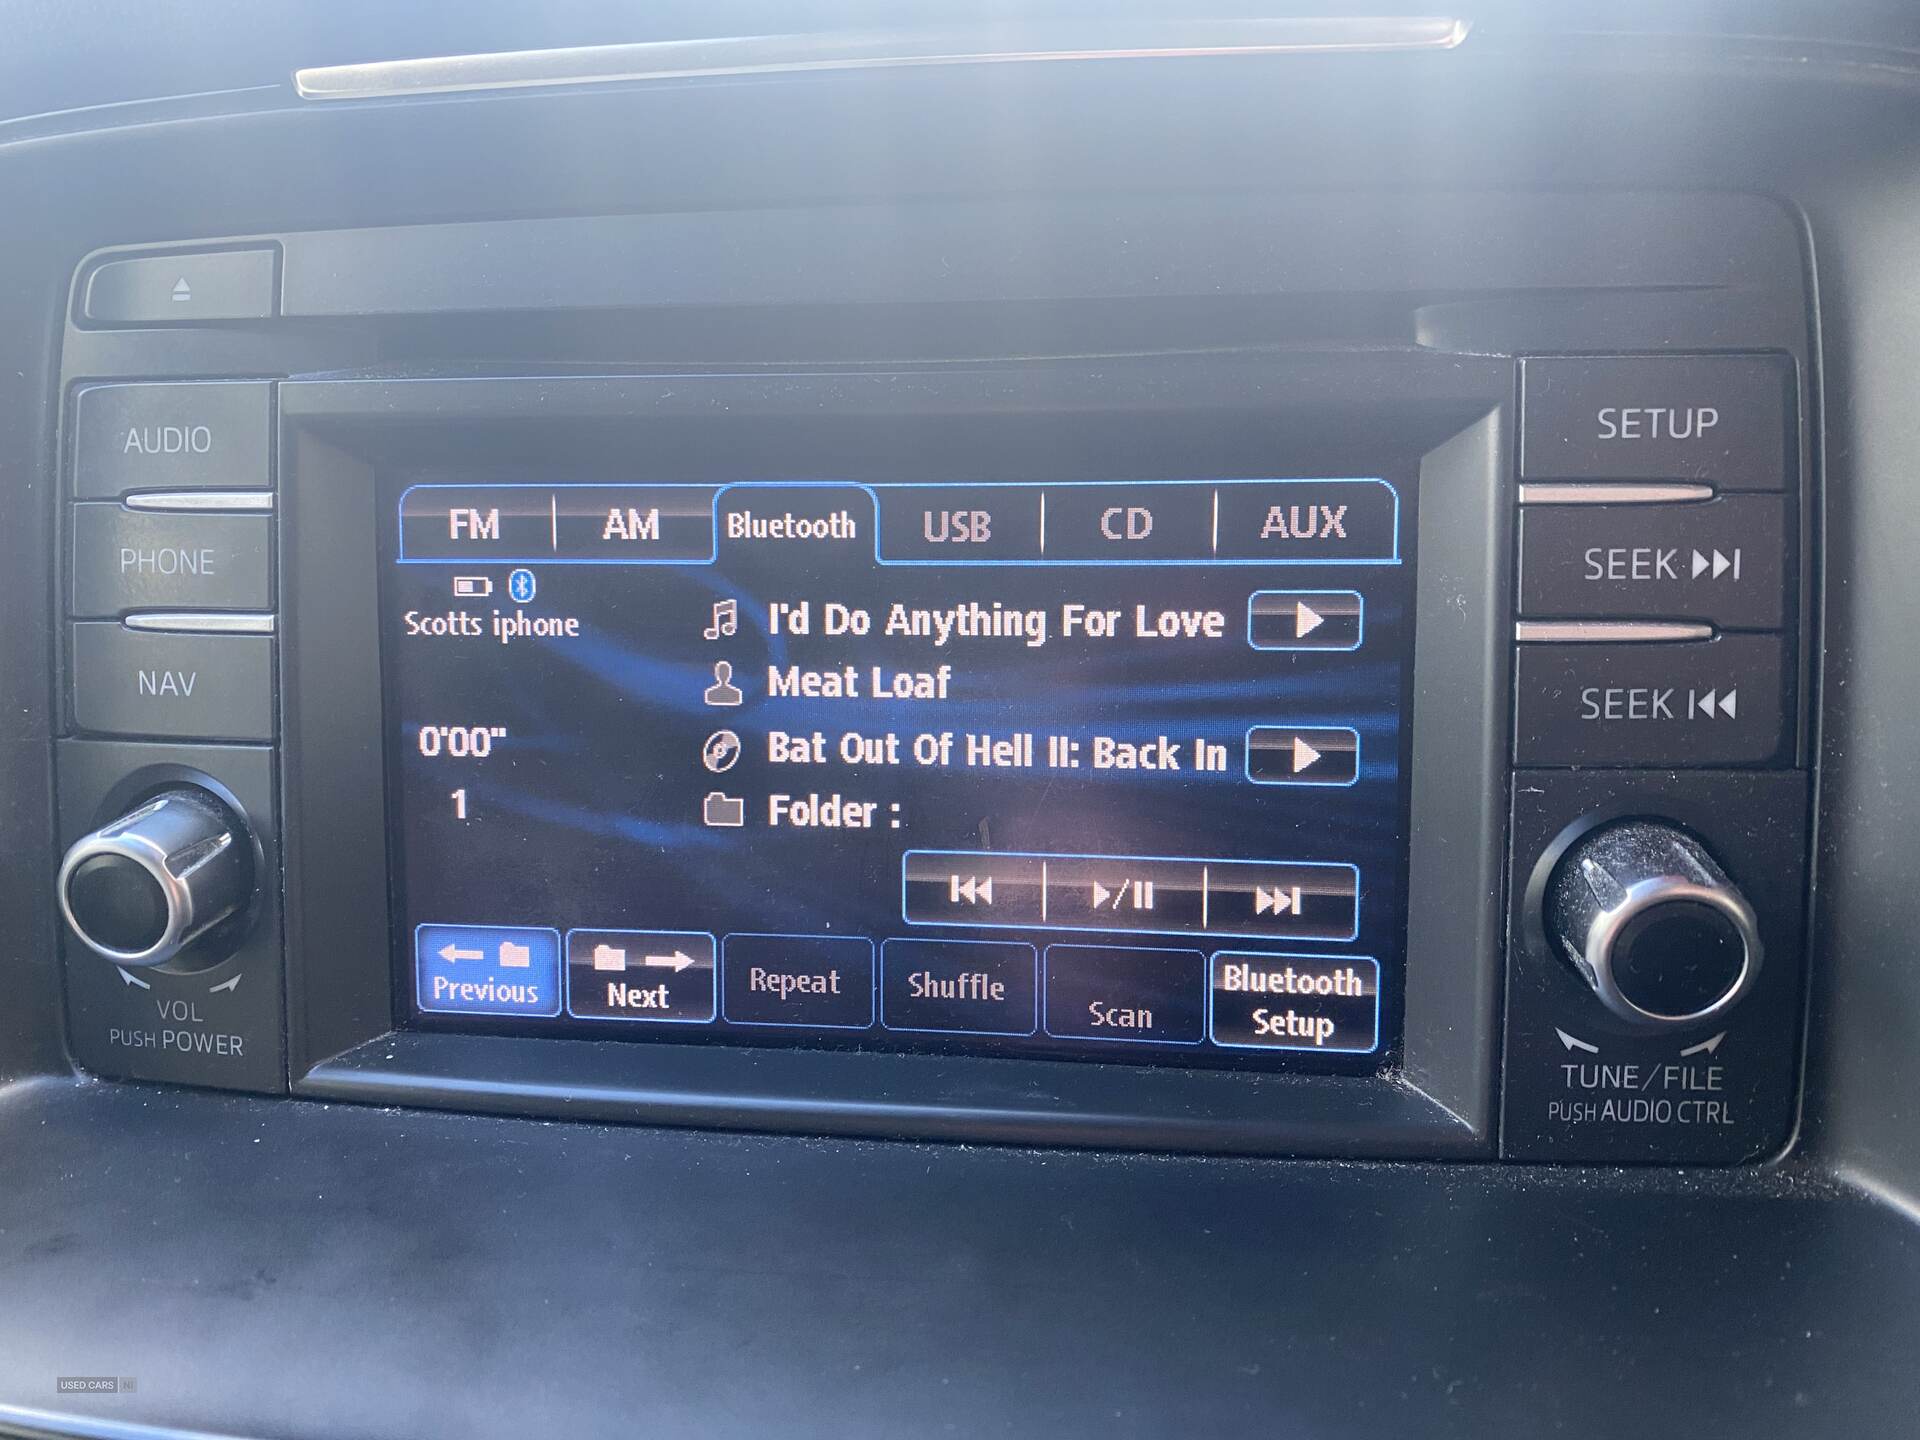 AUDIO
PHONE
NAV
VOL
PUSH POWER
FM AM Bluetooth USB CD AUX
Scotts iphone
I'd Do Anything For Love
Meat Loaf
0'00"
Bat Out Of Hell II: Back In
1
Folder :
Previous
Next
Repeat
Shuffle
Scan
Bluetooth
Setup
SETUP
SEEK
SEEK
TUNE/FILE
PUSH AUDIO CTRL
USED CARS NI